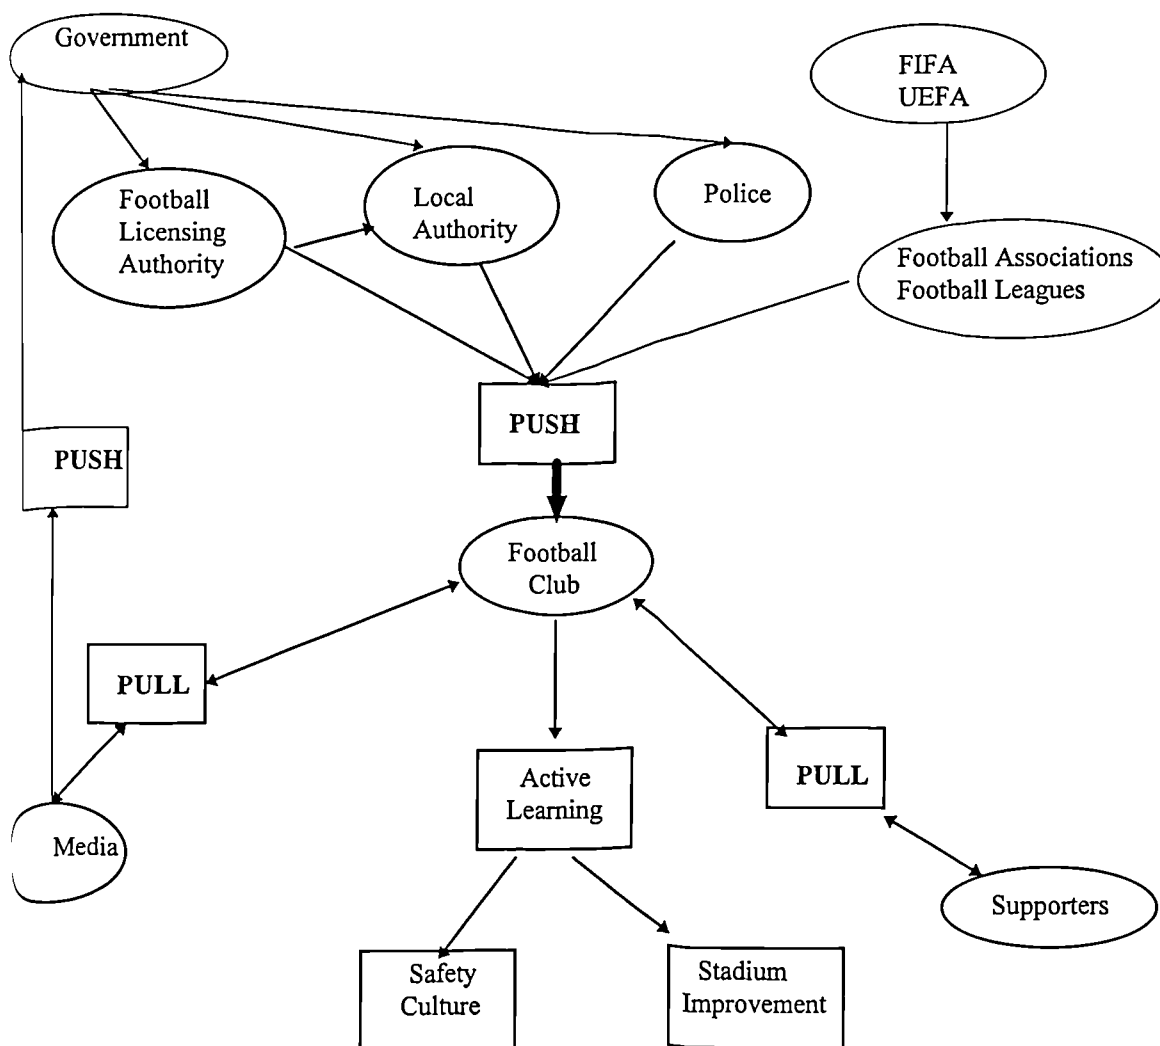 Government
FIFA
UEFA
Football
Licensing
Authority
Local
Authority
Police
Football Associations
Football Leagues
PUSH
PUSH
Football
Club
PULL
Active
Learning
PULL
Media
Supporters
Safety
Culture
Stadium
Improvement